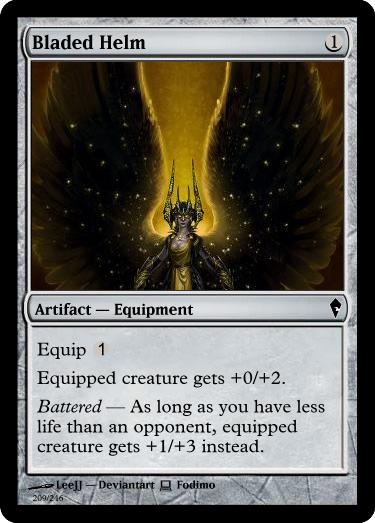 Bladed Helm 1
Artifact — Equipment
Equip 1
Equipped creature gets +0/+2.
Battered — As long as you have less
life than an opponent, equipped
creature gets +1/+3 instead.
LeeJJ — Deviantart Fodimo
209/246